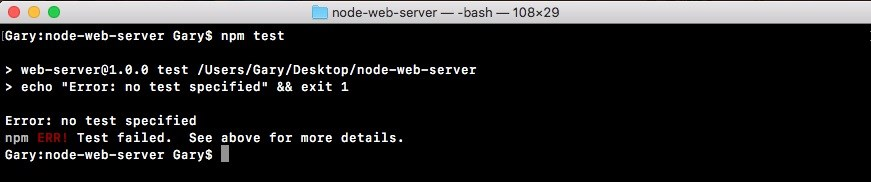 node-web-server — -bash — 108×29
[Gary:node-web-server Gary$ npm test
> web-server@1.0.0 test /Users/Gary/Desktop/node-web-server
> echo "Error: no test specified" && exit 1
Error: no test specified
npm ERR! Test failed.  See above for more details.
Gary:node-web-server Gary$